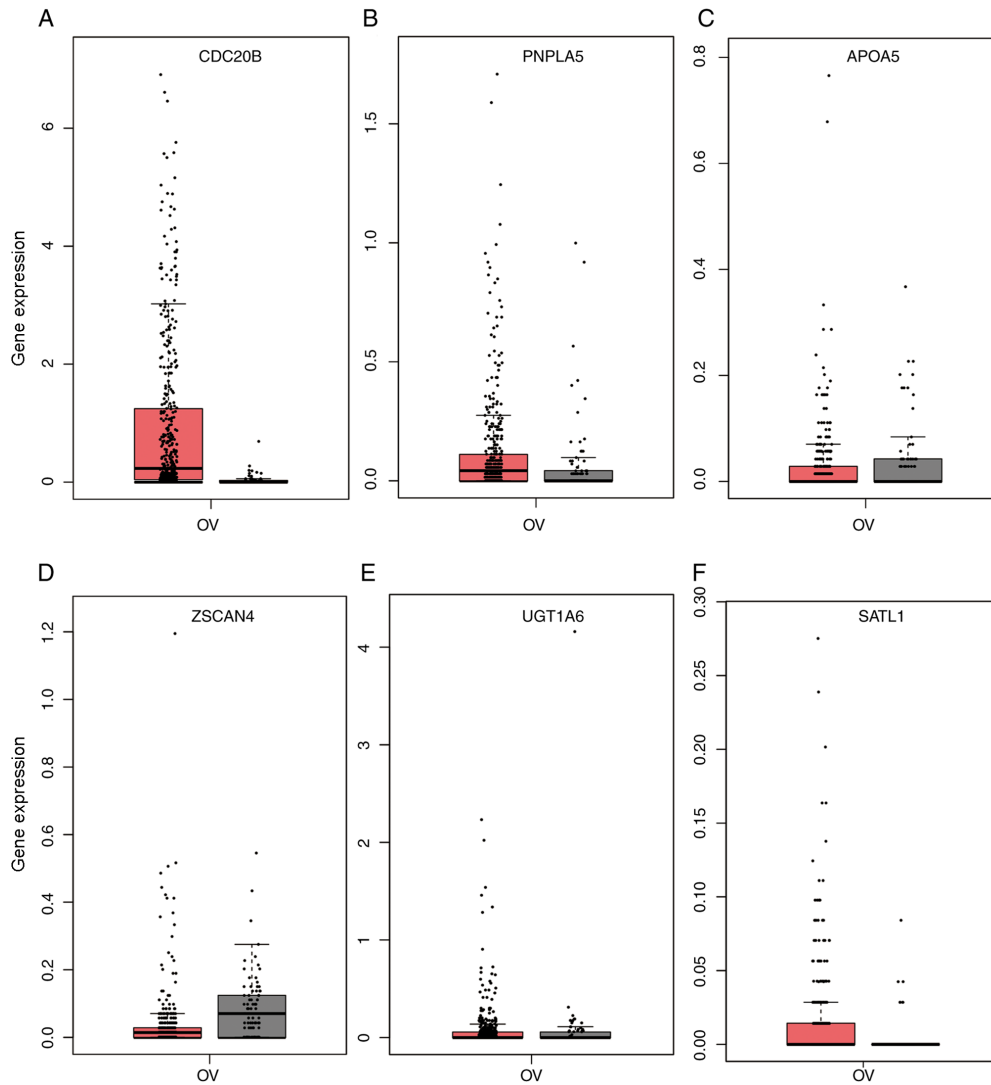 A
CDC20B
Gene expression
6
4
2
0
OV
B
PNPLA5
1.5
1.0
0.5
0.0
OV
C
APOA5
0.8
0.6
0.4
0.2
0.0
OV
D
ZSCAN4
Gene expression
1.2
1.0
0.8
0.6
0.4
0.2
0.0
OV
E
UGT1A6
4
3
2
1
0
OV
F
SATL1
0.30
0.25
0.20
0.15
0.10
0.05
0.00
OV